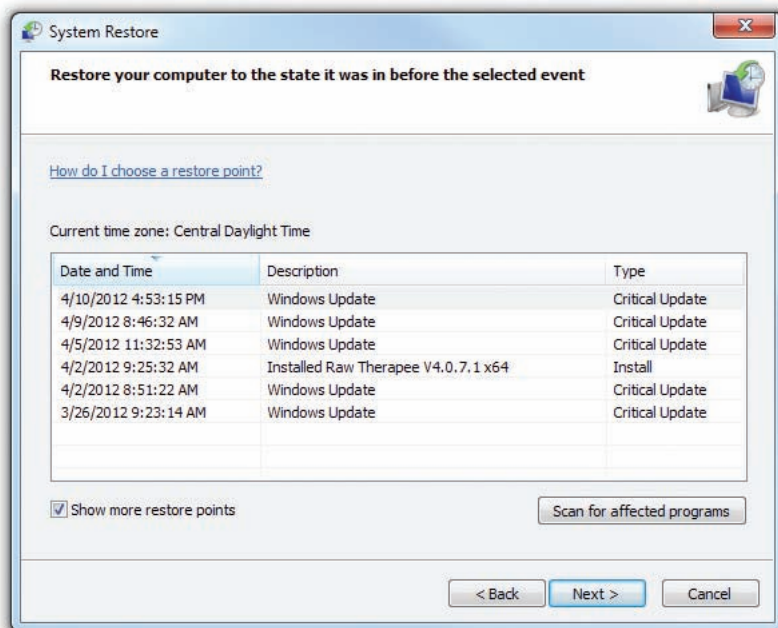 System Restore
Restore your computer to the state it was in before the selected event
How do I choose a restore point?
Current time zone: Central Daylight Time
Date and Time Description Type
4/10/2012 4:53:15 PM Windows Update Critical Update
4/9/2012 8:46:32 AM Windows Update Critical Update
4/5/2012 11:32:53 AM Windows Update Critical Update
4/2/2012 9:25:32 AM Installed Raw Therapee V4.0.7.1 x64 Install
4/2/2012 8:51:22 AM Windows Update Critical Update
3/26/2012 9:23:14 AM Windows Update Critical Update
Show more restore points Scan for affected programs
< Back Next > Cancel